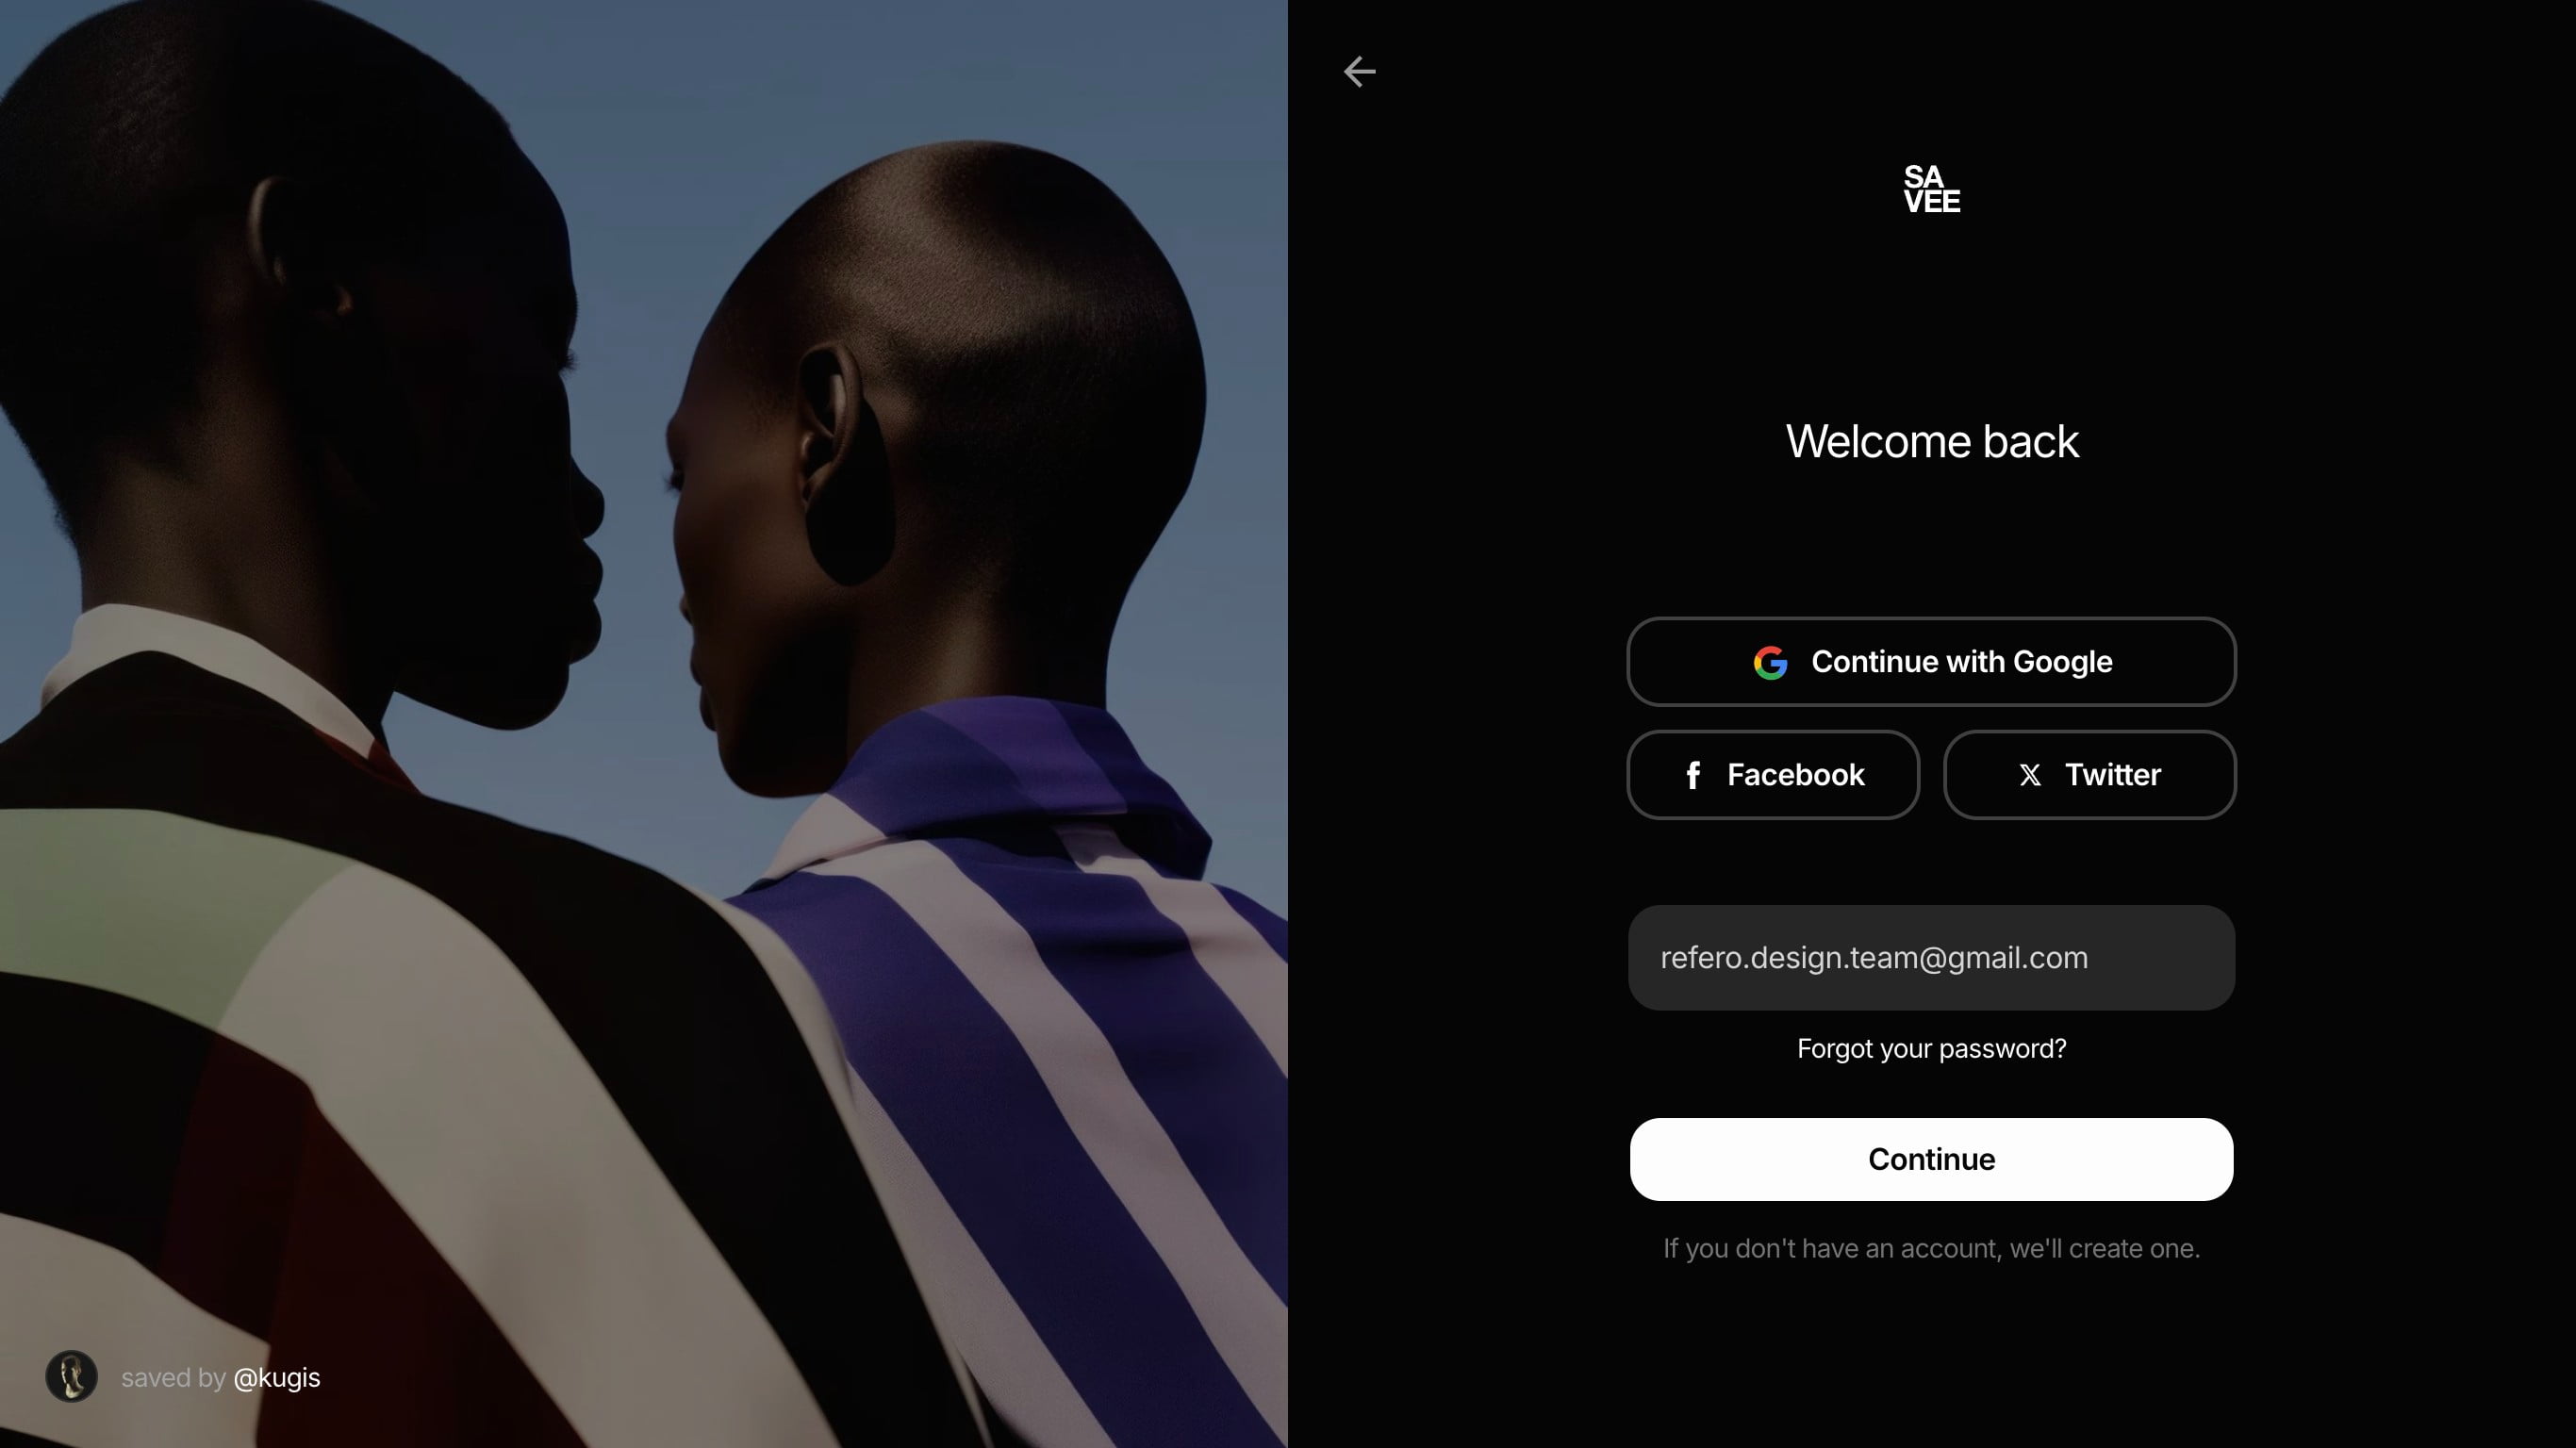 SA
VEE
Welcome back
Continue with Google
Facebook
Twitter
refero.design.team@gmail.com
Forgot your password?
Continue
If you don't have an account, we'll create one.
saved by @kugis